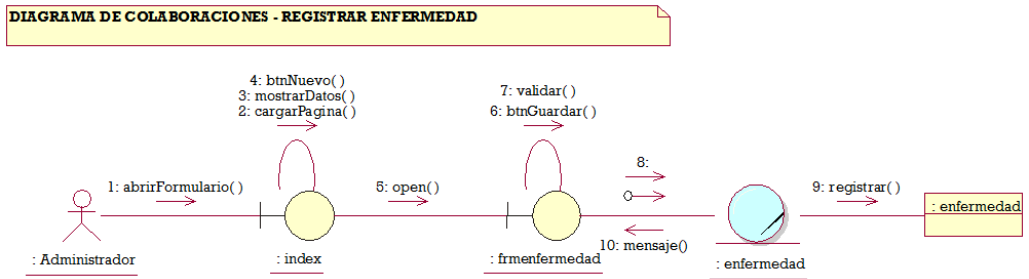 DIAGRAMA DE COLABORACIONES - REGISTRAR ENFERMEDAD
4: btnNuevo( )
3: mostrarDatos( )
2: cargarPagina( )
7: validar( )
6: btnGuardar( )
8:
1: abrirFormulario( )
5: open( )
9: registrar( )
: enfermedad
10: mensaje()
: Administrador
: index
: frmenfermedad
: enfermedad